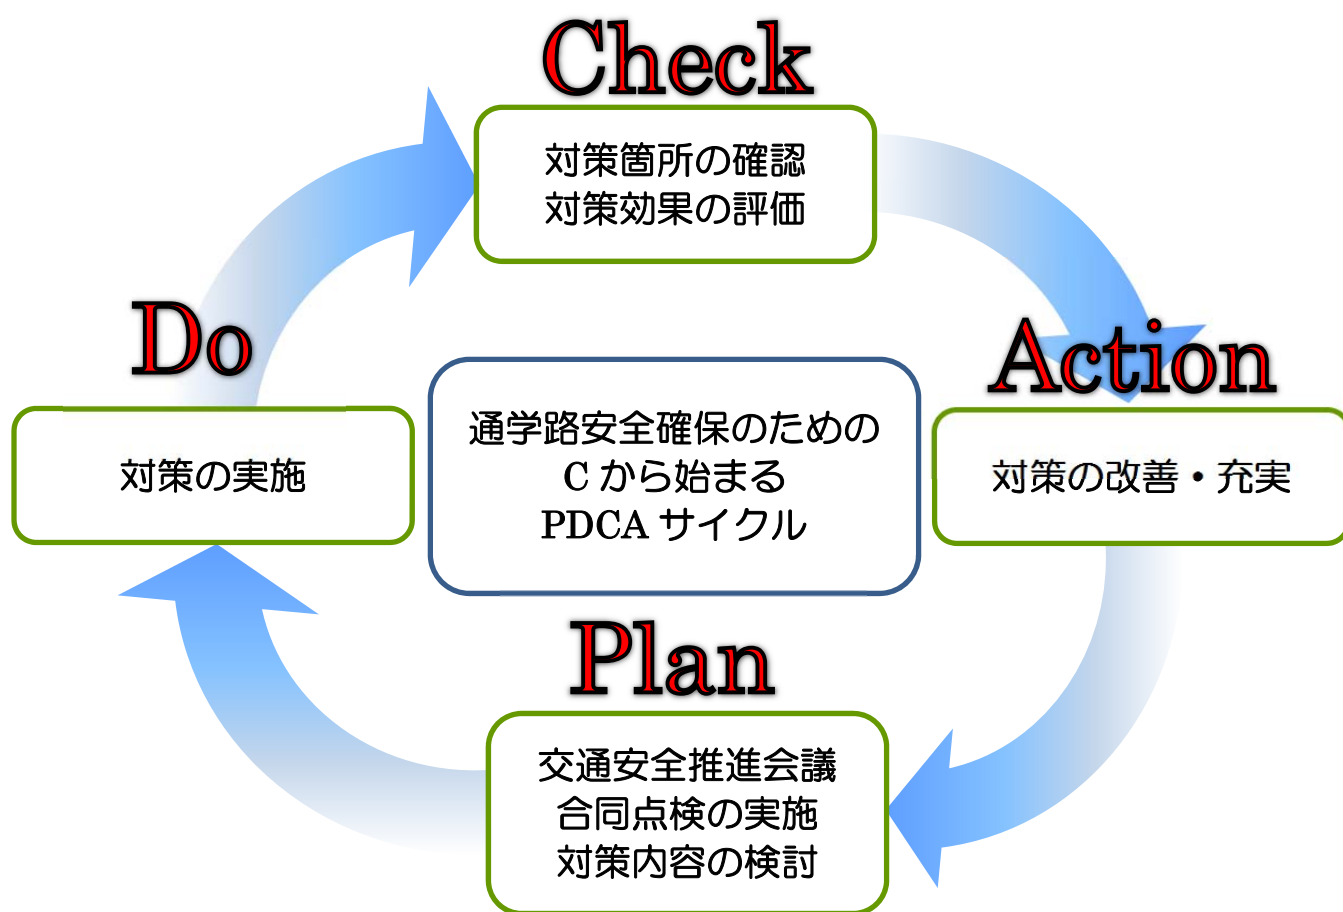 Check
対策箇所の確認
対策効果の評価
Do
対策の実施
通学路安全確保のための
C から始まる
PDCA サイクル
Action
対策の改善・充実
Plan
交通安全推進会議
合同点検の実施
対策内容の検討